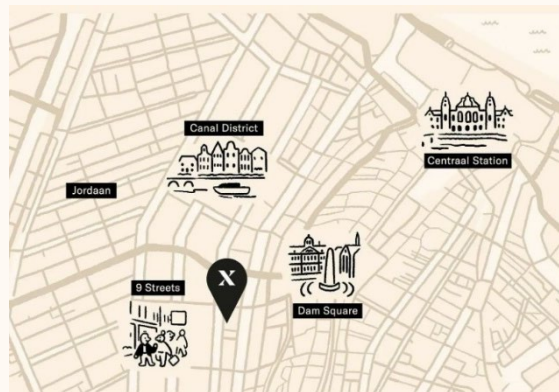 Canal District
Centraal Station
Jordaan
9 Streets
X
Dam Square